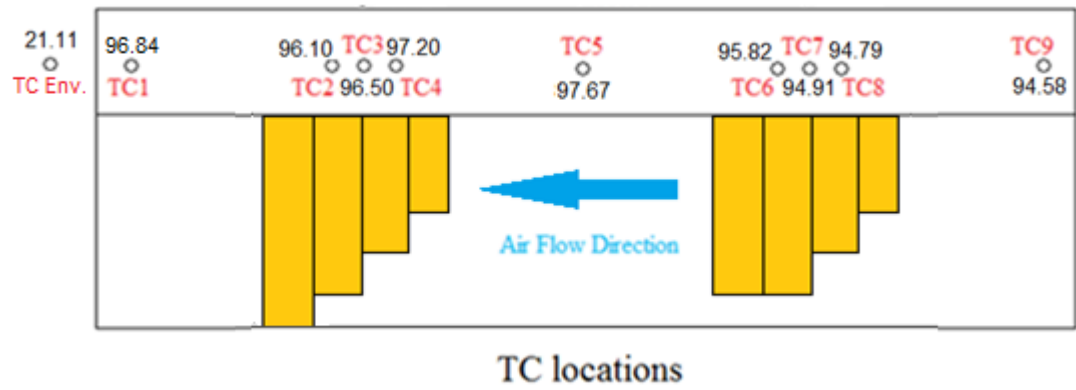 21.11
TC Env.
96.84
TC1
96.10 TC3 97.20
TC2 96.50 TC4
TC5
97.67
95.82 TC7 94.79
TC6 94.91 TC8
TC9
94.58
Air Flow Direction
TC locations